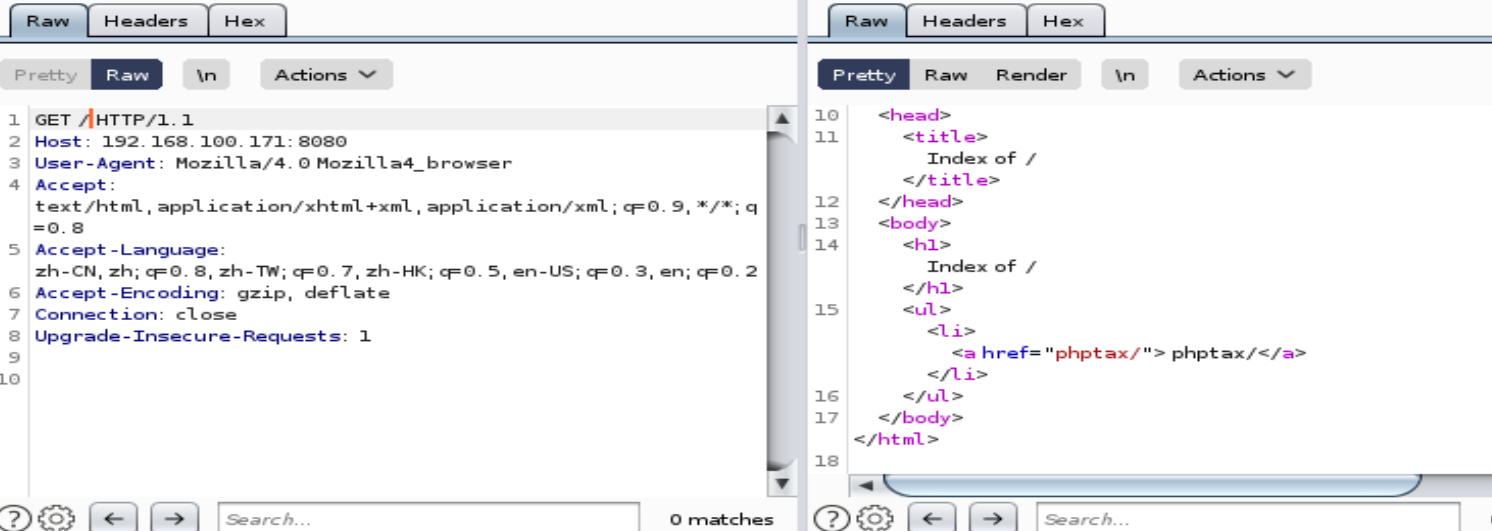 Raw Headers Hex
Pretty Raw \n Actions
1 GET / HTTP/1.1
2 Host: 192.168.100.171:8080
3 User-Agent: Mozilla/4.0 Mozilla4_browser
4 Accept:
text/html,application/xhtml+xml,application/xml;q=0.9,*/*;q
=0.8
5 Accept-Language:
zh-CN,zh;q=0.8,zh-TW;q=0.7,zh-HK;q=0.5,en-US;q=0.3,en;q=0.2
6 Accept-Encoding: gzip, deflate
7 Connection: close
8 Upgrade-Insecure-Requests: 1
9
10
? Search... 0 matches
Raw Headers Hex
Pretty Raw Render \n Actions
10 <head>
11 <title>
Index of /
</title>
12 </head>
13 <body>
14 <h1>
Index of /
</h1>
15 <ul>
<li>
<a href="phptax/"> phptax/</a>
</li>
16 </ul>
17 </body>
</html>
18
? Search...